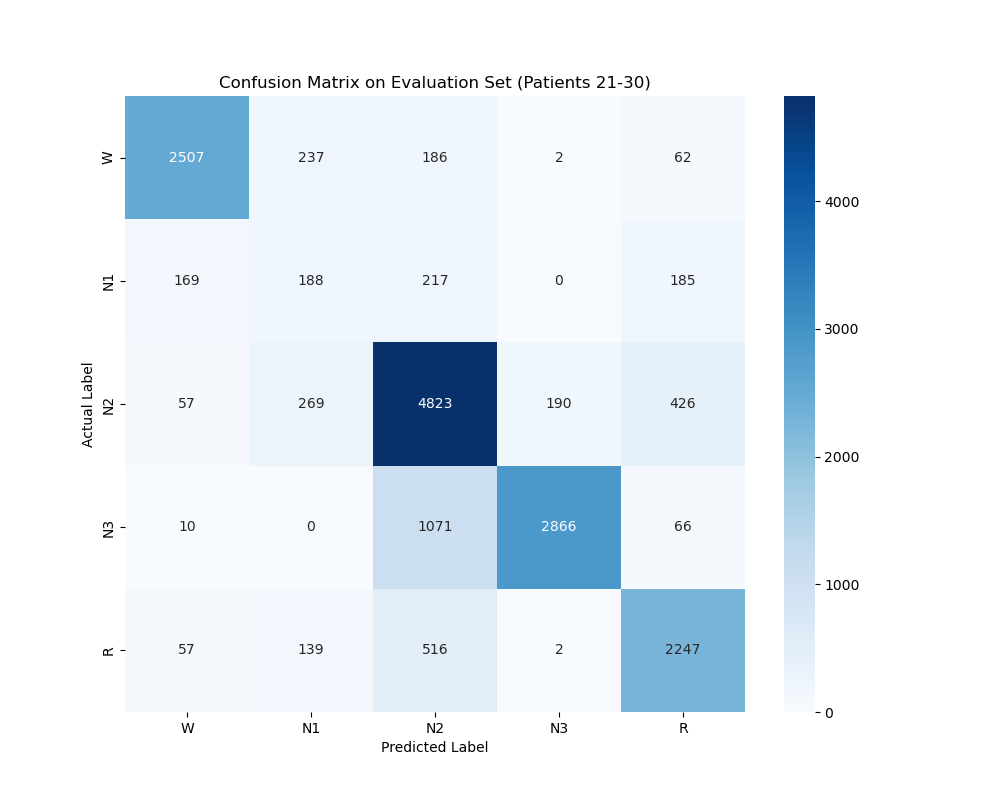 Confusion Matrix on Evaluation Set (Patients 21-30)
W 2507 237 186 2 62
N1 169 188 217 0 185
N2 57 269 4823 190 426
N3 10 0 1071 2866 66
R 57 139 516 2 2247
W N1 N2 N3 R
Predicted Label
Actual Label
4000
3000
2000
1000
0